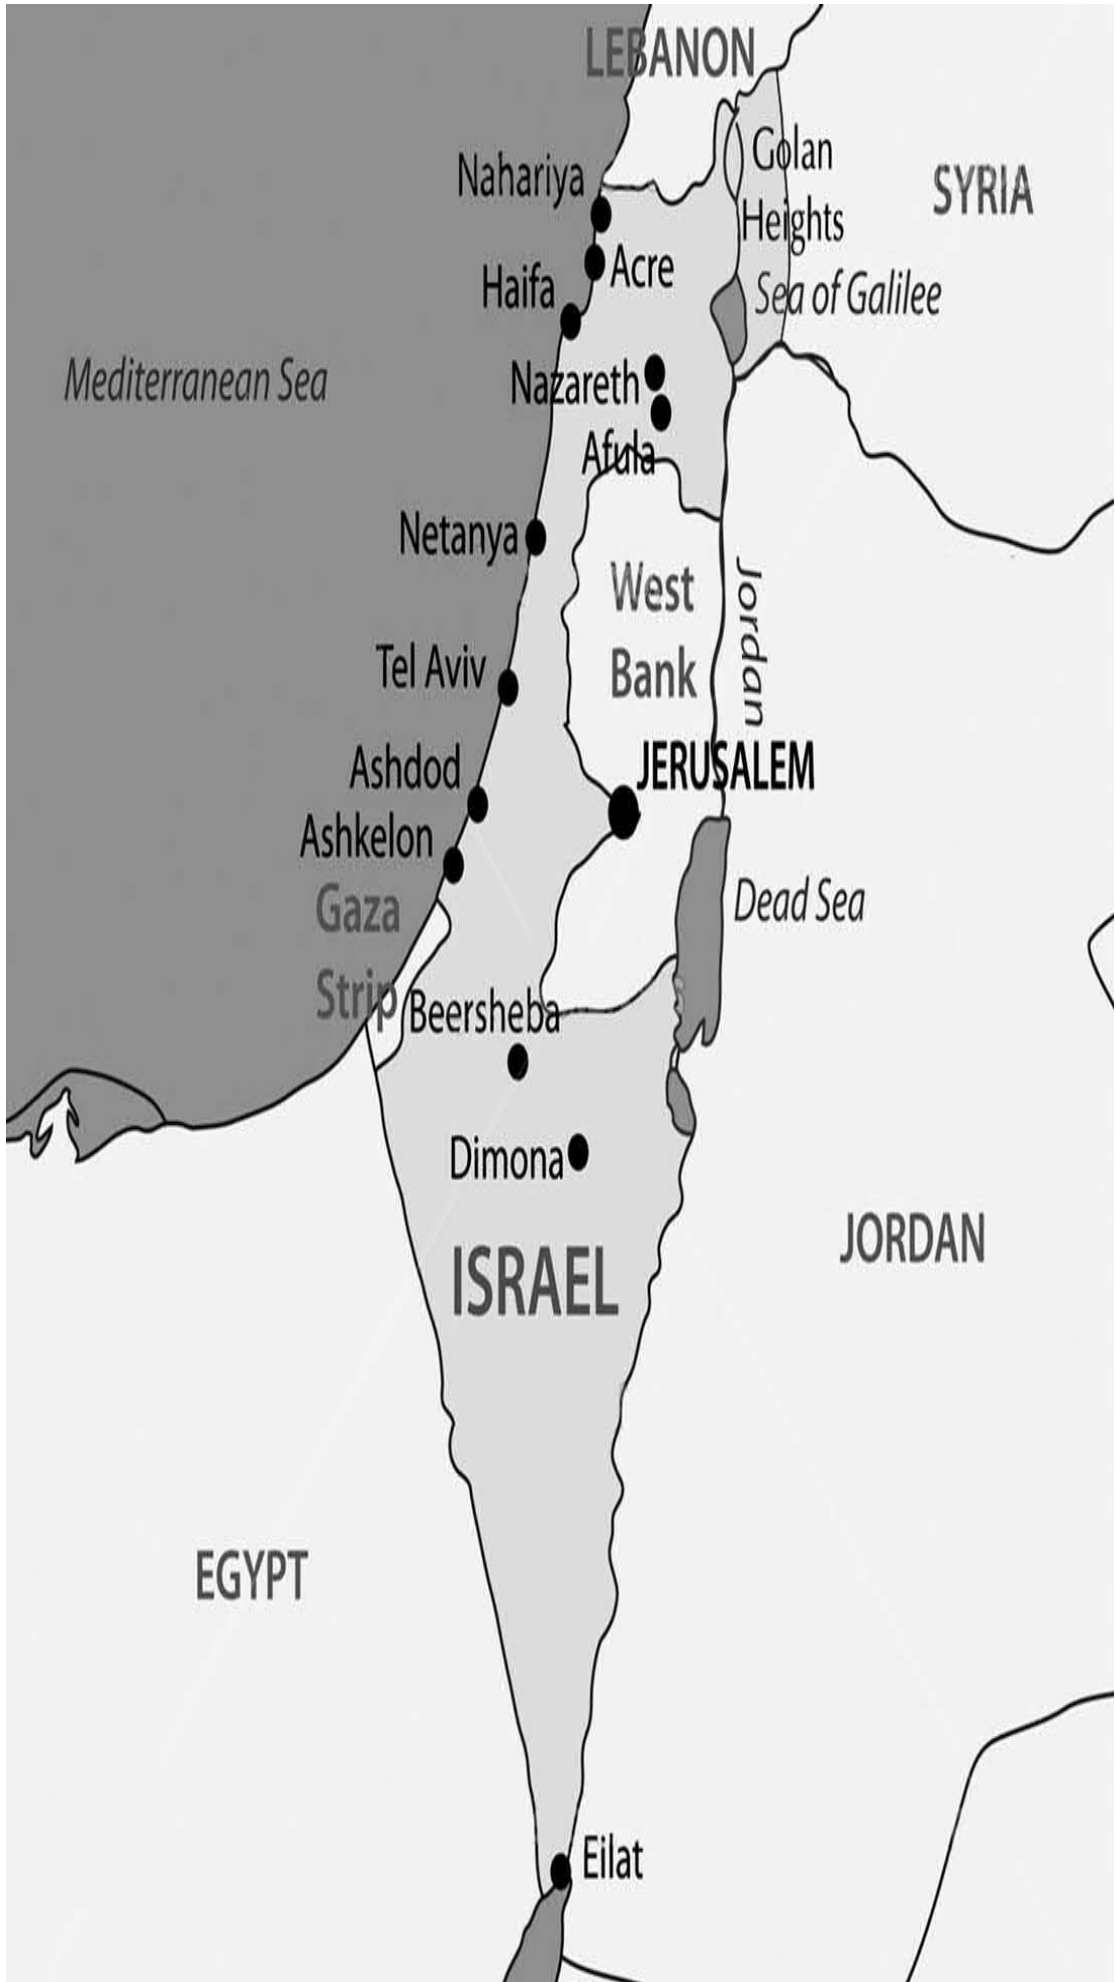 LEBANON
Golan
Heights
Nahariya
SYRIA
Acre
Haifa
Sea of Galilee
Mediterranean Sea
Nazareth
Afula
Netanya
West
Bank
Jordan
Tel Aviv
JERUSALEM
Ashdod
Ashkelon
Gaza
Strip
Dead Sea
Beersheba
Dimona
JORDAN
ISRAEL
EGYPT
Eilat